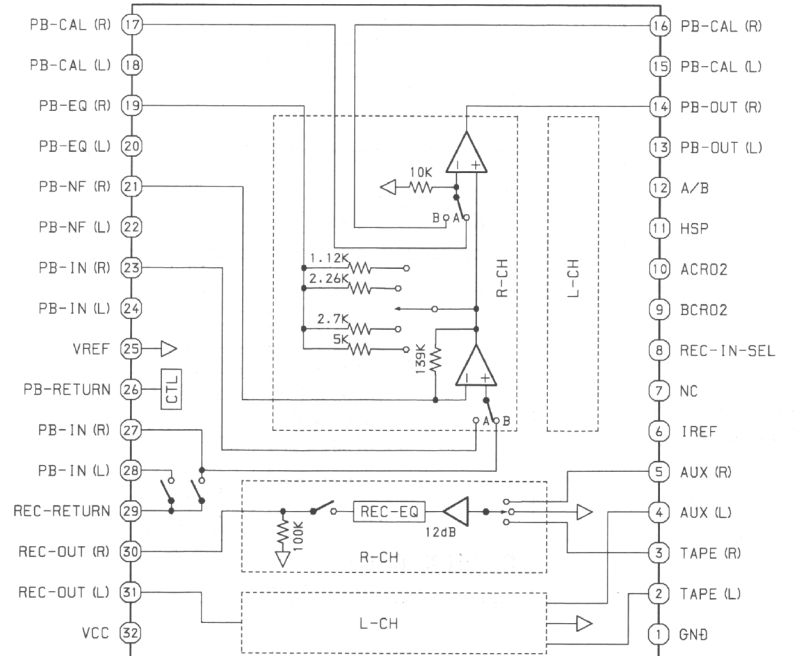 PB-CAL (R) 17
PB-CAL (L) 18
PB-EQ (R) 19
PB-EQ (L) 20
PB-NF (R) 21
PB-NF (L) 22
PB-IN (R) 23
PB-IN (L) 24
VREF 25
PB-RETURN 26
CTL
PB-IN (R) 27
PB-IN (L) 28
REC-RETURN 29
REC-OUT (R) 30
REC-OUT (L) 31
VCC 32
10K
− +
B A
1.12K
2.26K
2.7K
5K
139K
− +
A B
R-CH
L-CH
REC-EQ
12dB
100K
R-CH
L-CH
16 PB-CAL (R)
15 PB-CAL (L)
14 PB-OUT (R)
13 PB-OUT (L)
12 A/B
11 HSP
10 ACRO2
9 BCRO2
8 REC-IN-SEL
7 NC
6 IREF
5 AUX (R)
4 AUX (L)
3 TAPE (R)
2 TAPE (L)
1 GND